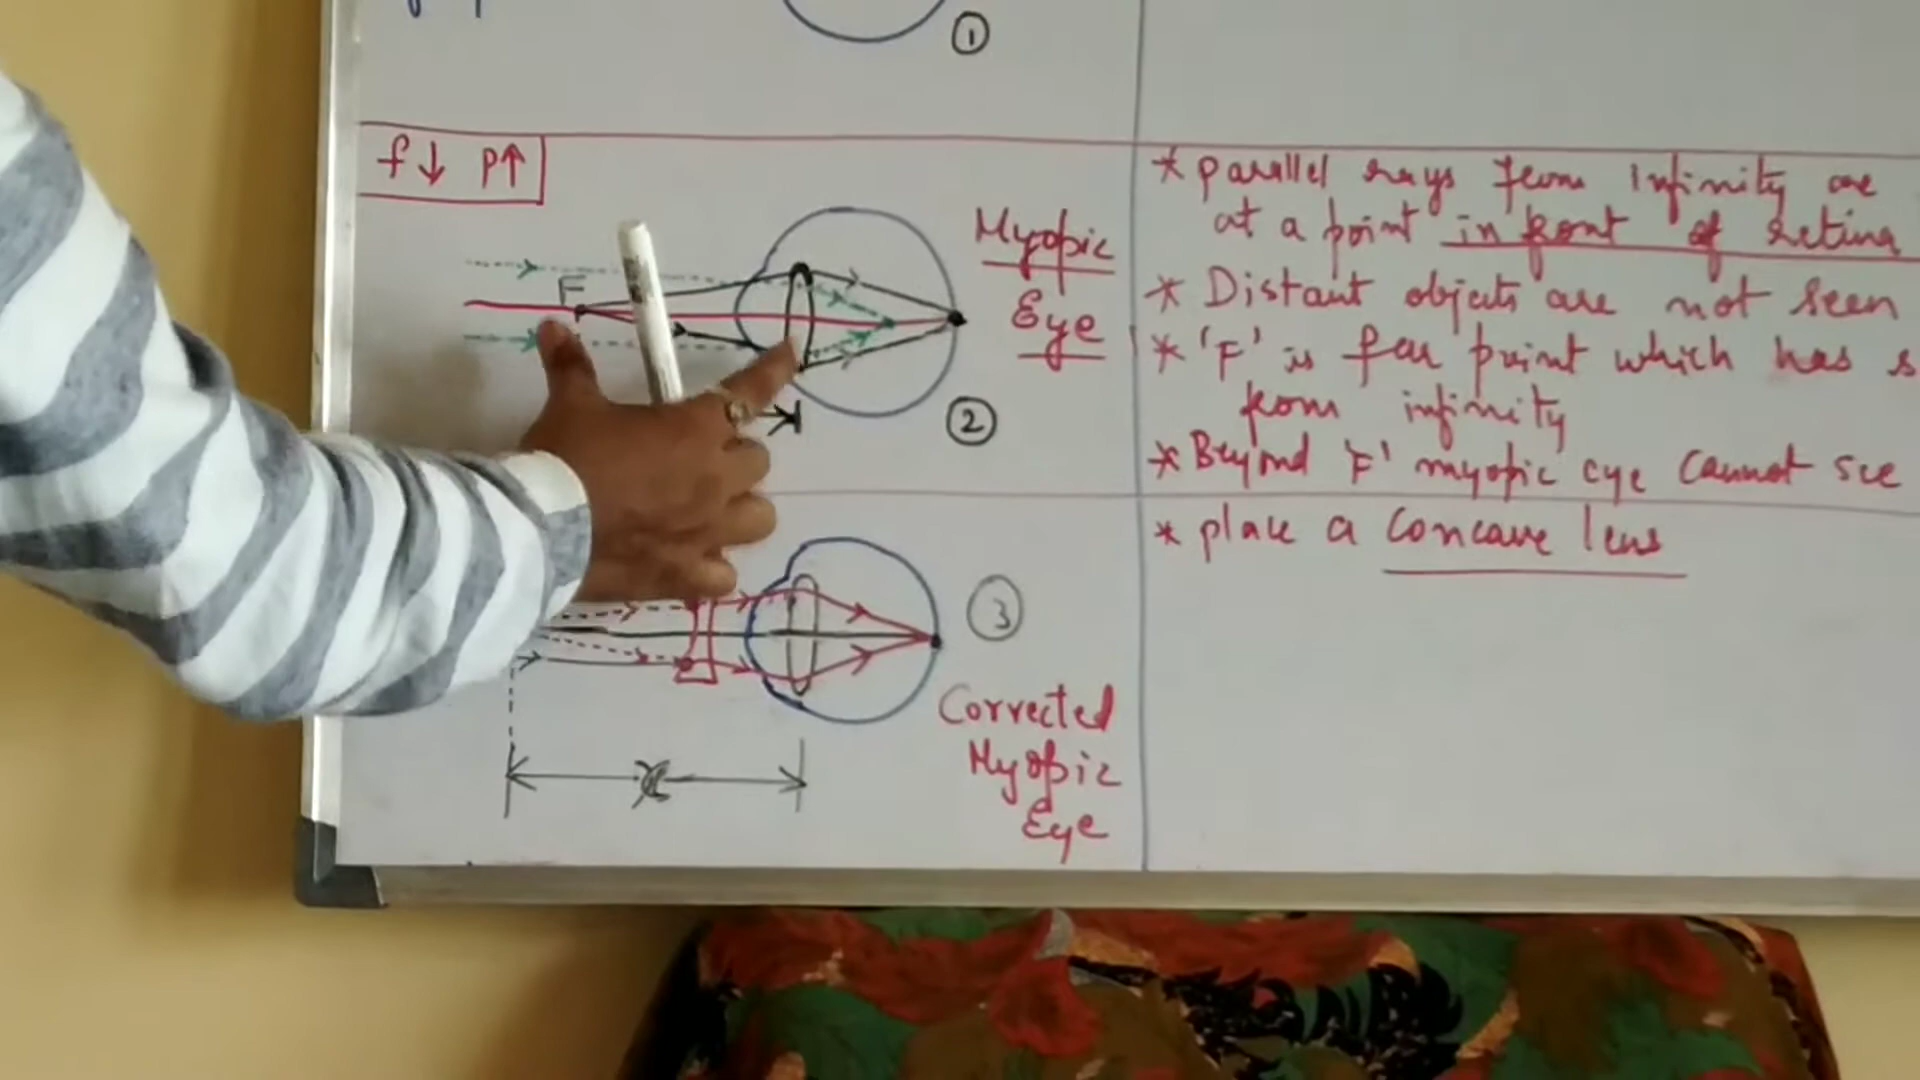 ①
f↓ P↑
F
Myopic
Eye
②
* parallel rays from infinity are
at a point in front of retina
* Distant objects are not seen
* 'F' is far point which has s
from infinity
* Beyond 'F' myopic eye cannot see
* place a concave lens
③
Corrected
Myopic
Eye
x